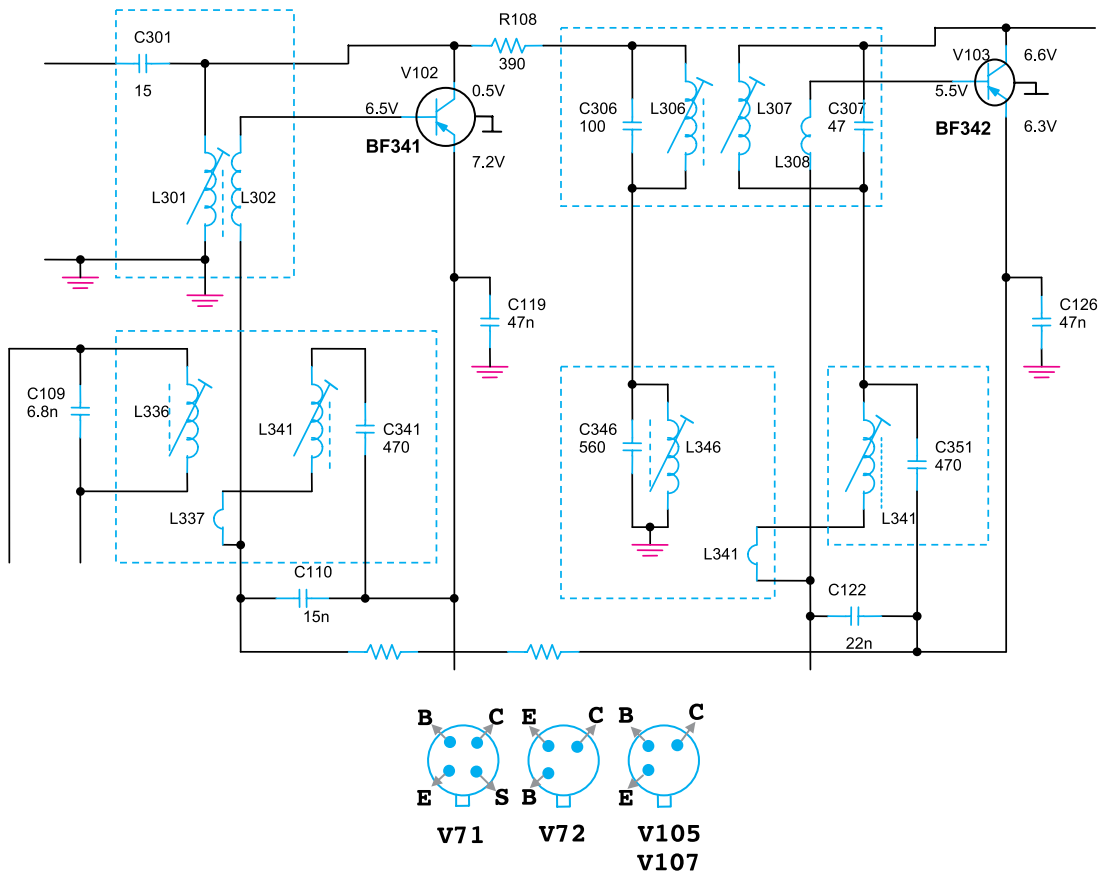 C301
15
R108
390
V102
0.5V
6.5V
BF341
7.2V
L301
L302
C306
100
L306
L307
L308
C307
47
V103
6.6V
5.5V
BF342
6.3V
C119
47n
C126
47n
C109
6.8n
L336
L341
C341
470
L337
C110
15n
C346
560
L346
L341
C351
470
L341
C122
22n
B C
E S
V71
E C
B
V72
B C
E
V105
V107